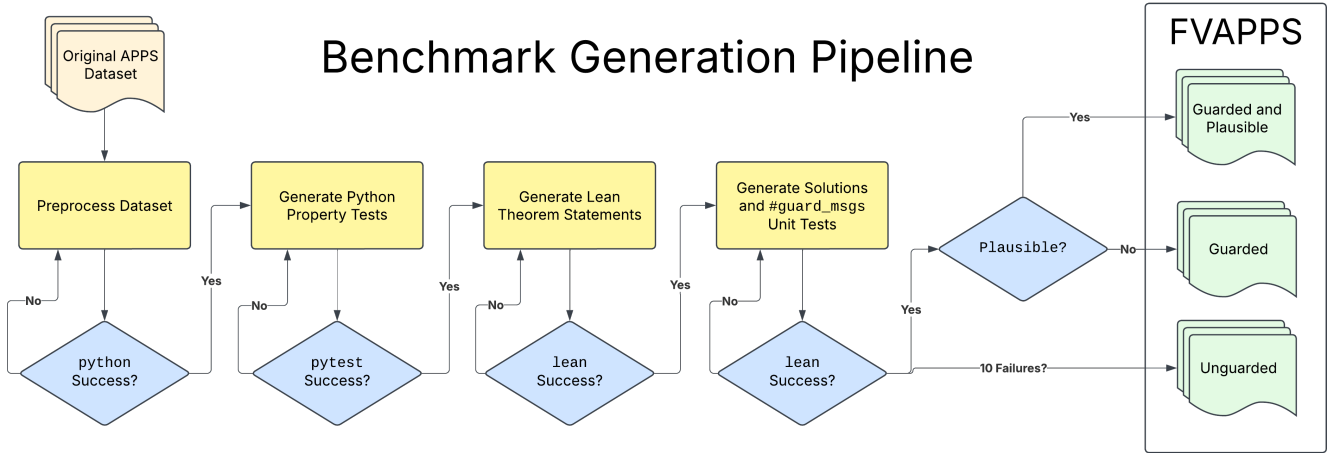 Benchmark Generation Pipeline
Original APPS
Dataset
Preprocess Dataset
No
python
Success?
Yes
Generate Python
Property Tests
No
pytest
Success?
Yes
Generate Lean
Theorem Statements
No
lean
Success?
Yes
Generate Solutions
and #guard_msgs
Unit Tests
No
lean
Success?
Yes
10 Failures?
Plausible?
Yes
No
FVAPPS
Guarded and
Plausible
Guarded
Unguarded